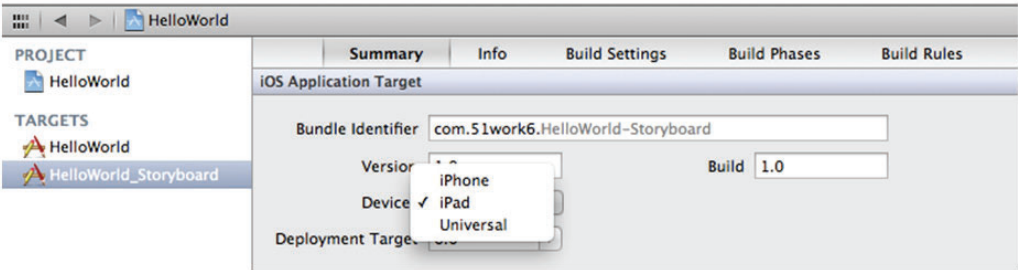 HelloWorld
PROJECT
HelloWorld
TARGETS
HelloWorld
HelloWorld_Storyboard
Summary Info Build Settings Build Phases Build Rules
iOS Application Target
Bundle Identifier com.51work6.HelloWorld-Storyboard
Version Build 1.0
iPhone
Device ✓ iPad
Universal
Deployment Target